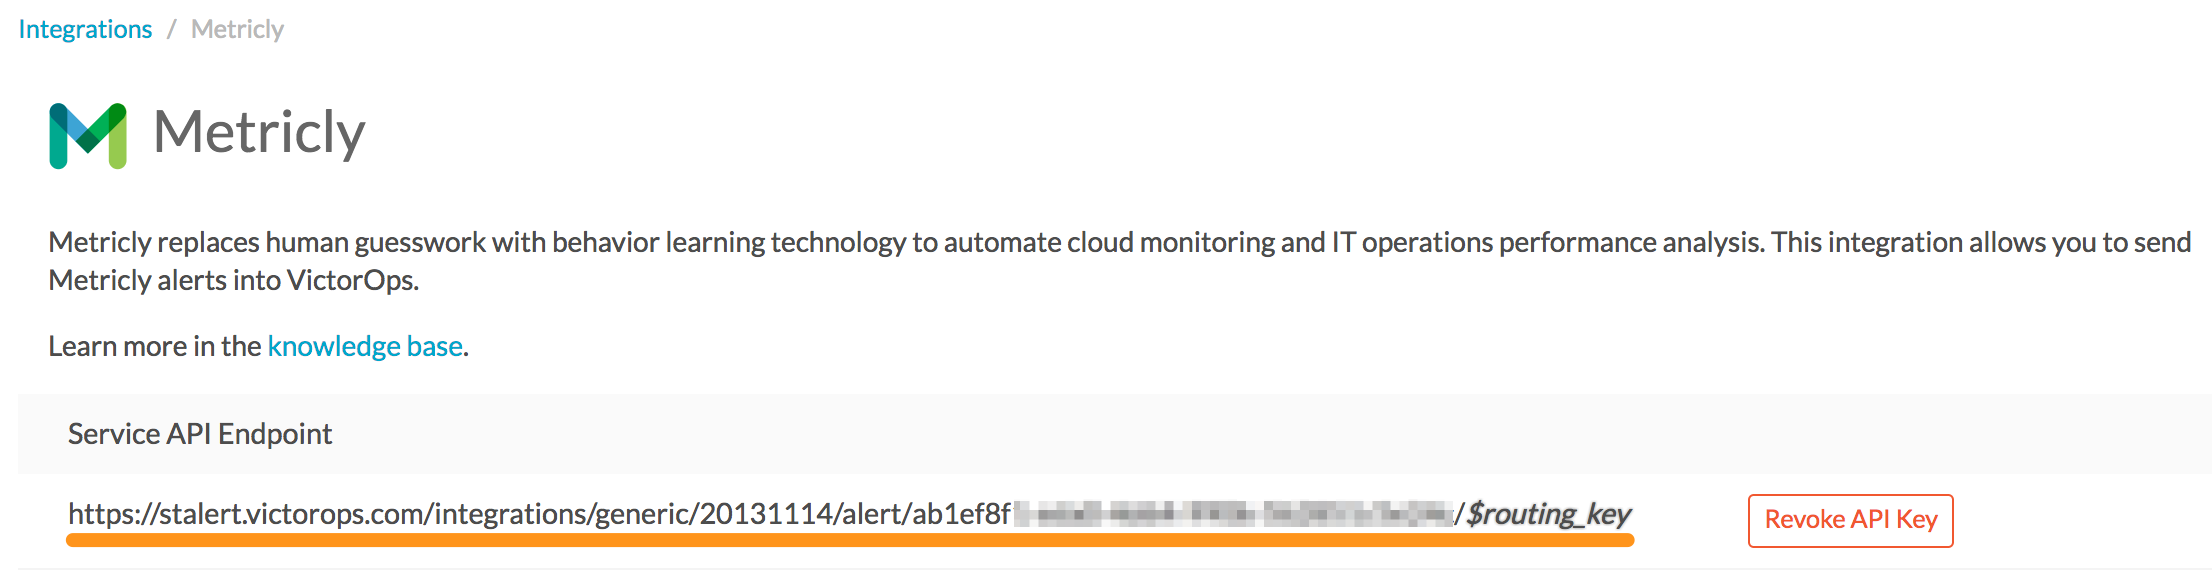 Integrations / Metricly
Metricly
Metricly replaces human guesswork with behavior learning technology to automate cloud monitoring and IT operations performance analysis. This integration allows you to send
Metricly alerts into VictorOps.
Learn more in the knowledge base.
Service API Endpoint
https://stalert.victorops.com/integrations/generic/20131114/alert/ab1ef8f /$routing_key
Revoke API Key